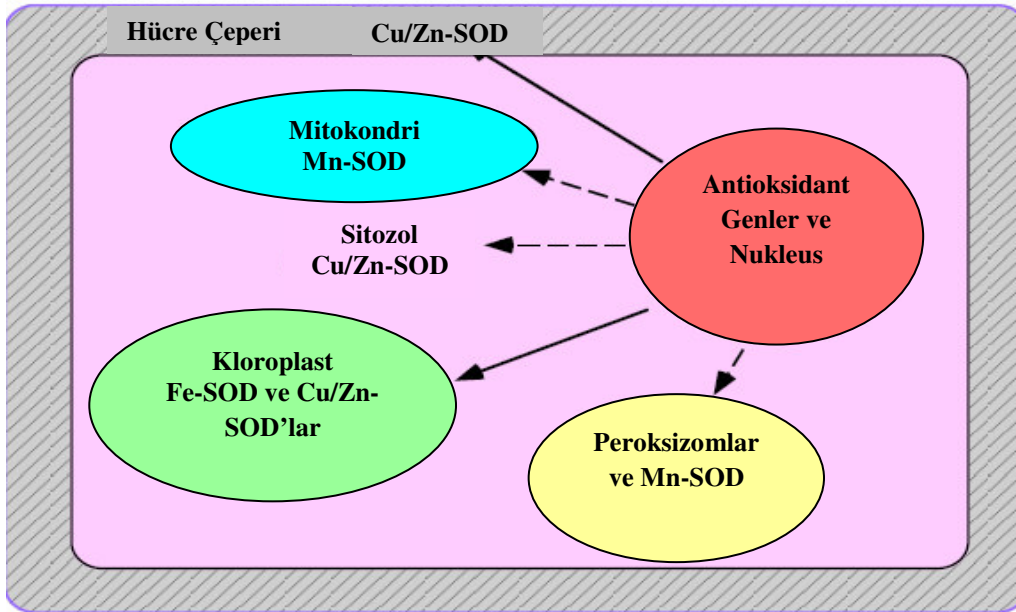 Hücre Çeperi Cu/Zn-SOD
Mitokondri
Mn-SOD
Antioksidant
Genler ve
Nukleus
Sitozol
Cu/Zn-SOD
Kloroplast
Fe-SOD ve Cu/Zn-
SOD’lar
Peroksizomlar
ve Mn-SOD